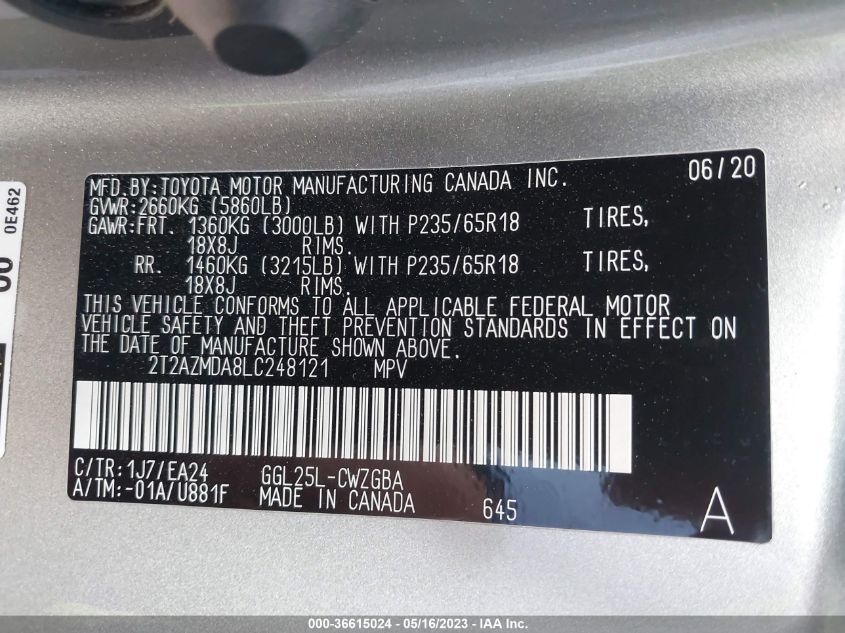 0E462
06/20
MFD.BY:TOYOTA MOTOR MANUFACTURING CANADA INC.
GVWR:2660KG (5860LB)
GAWR:FRT. 1360KG (3000LB) WITH P235/65R18 TIRES,
18X8J RIMS.
RR. 1460KG (3215LB) WITH P235/65R18 TIRES,
18X8J RIMS.
THIS VEHICLE CONFORMS TO ALL APPLICABLE FEDERAL MOTOR
VEHICLE SAFETY AND THEFT PREVENTION STANDARDS IN EFFECT ON
THE DATE OF MANUFACTURE SHOWN ABOVE.
2T2AZMDA8LC248121 MPV
C/TR:1J7/EA24 GGL25L-CWZGBA
A/TM:-01A/U881F MADE IN CANADA 645 A
000-36615024 - 05/16/2023 - IAA Inc.